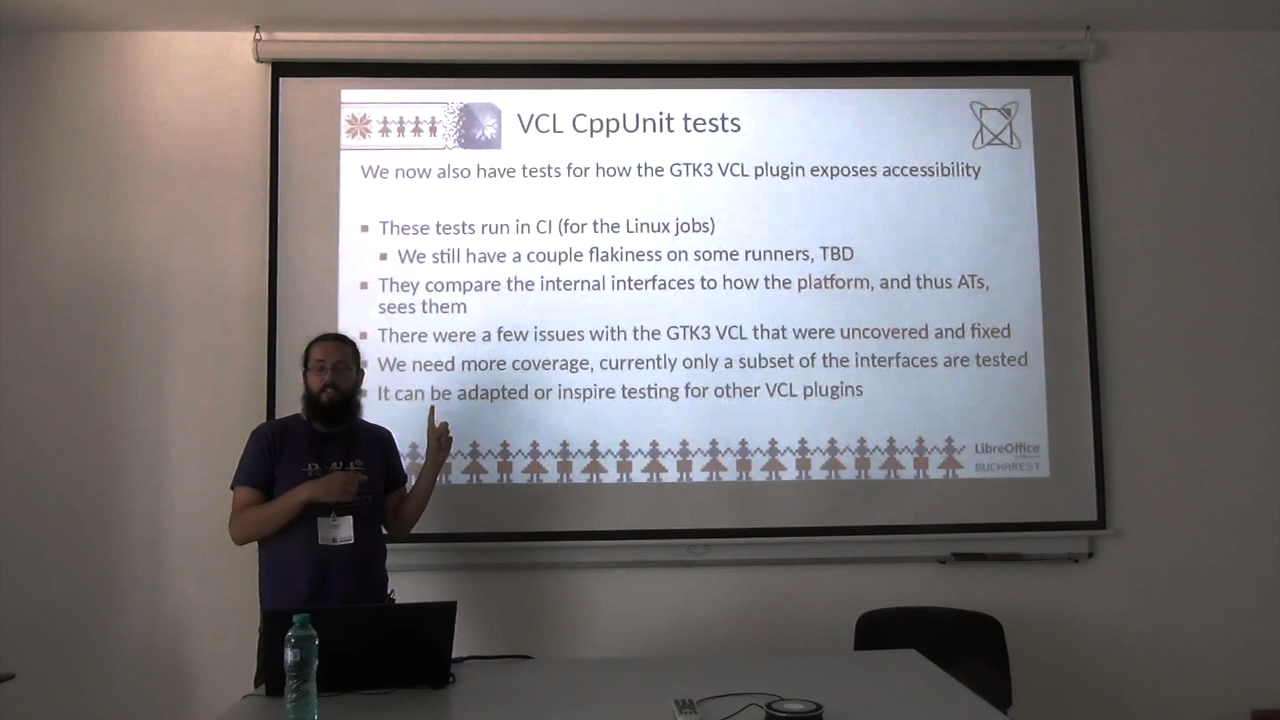 VCL CppUnit tests
We now also have tests for how the GTK3 VCL plugin exposes accessibility
These tests run in CI (for the Linux jobs)
We still have a couple flakiness on some runners, TBD
They compare the internal interfaces to how the platform, and thus ATs,
sees them
There were a few issues with the GTK3 VCL that were uncovered and fixed
We need more coverage, currently only a subset of the interfaces are tested
It can be adapted or inspire testing for other VCL plugins
LibreOffice
BUCHAREST